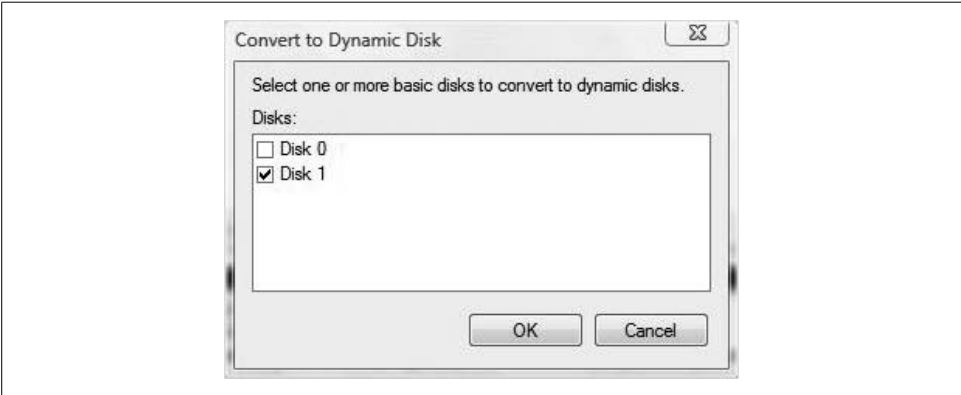 Convert to Dynamic Disk
Select one or more basic disks to convert to dynamic disks.
Disks:
Disk 0
Disk 1
OK
Cancel